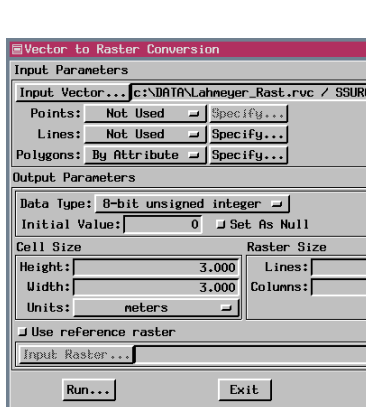 Vector to Raster Conversion
Input Parameters
Input Vector... c:\DATA\Lahmeyer_Rast.rvc / SSUR
Points: Not Used Specify...
Lines: Not Used Specify...
Polygons: By Attribute Specify...
Output Parameters
Data Type: 8-bit unsigned integer
Initial Value: 0 Set As Null
Cell Size Raster Size
Height: 3.000 Lines:
Width: 3.000 Columns:
Units: meters
Use reference raster
Input Raster...
Run... Exit